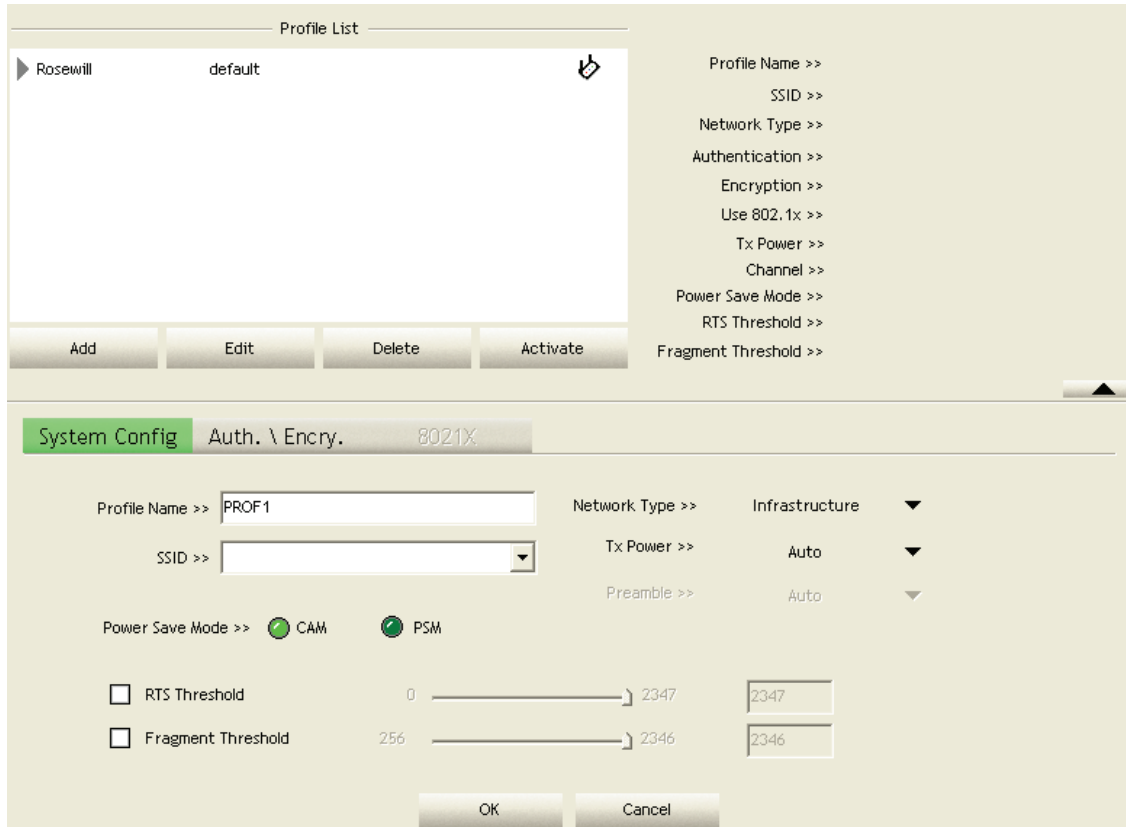 Profile List
Rosewill default
Profile Name >>
SSID >>
Network Type >>
Authentication >>
Encryption >>
Use 802.1x >>
Tx Power >>
Channel >>
Power Save Mode >>
RTS Threshold >>
Fragment Threshold >>
Add Edit Delete Activate
System Config Auth. \ Encry. 8021X
Profile Name >> PROF1 Network Type >> Infrastructure
SSID >> Tx Power >> Auto
Preamble >> Auto
Power Save Mode >> CAM PSM
RTS Threshold 0 2347 2347
Fragment Threshold 256 2346 2346
OK Cancel